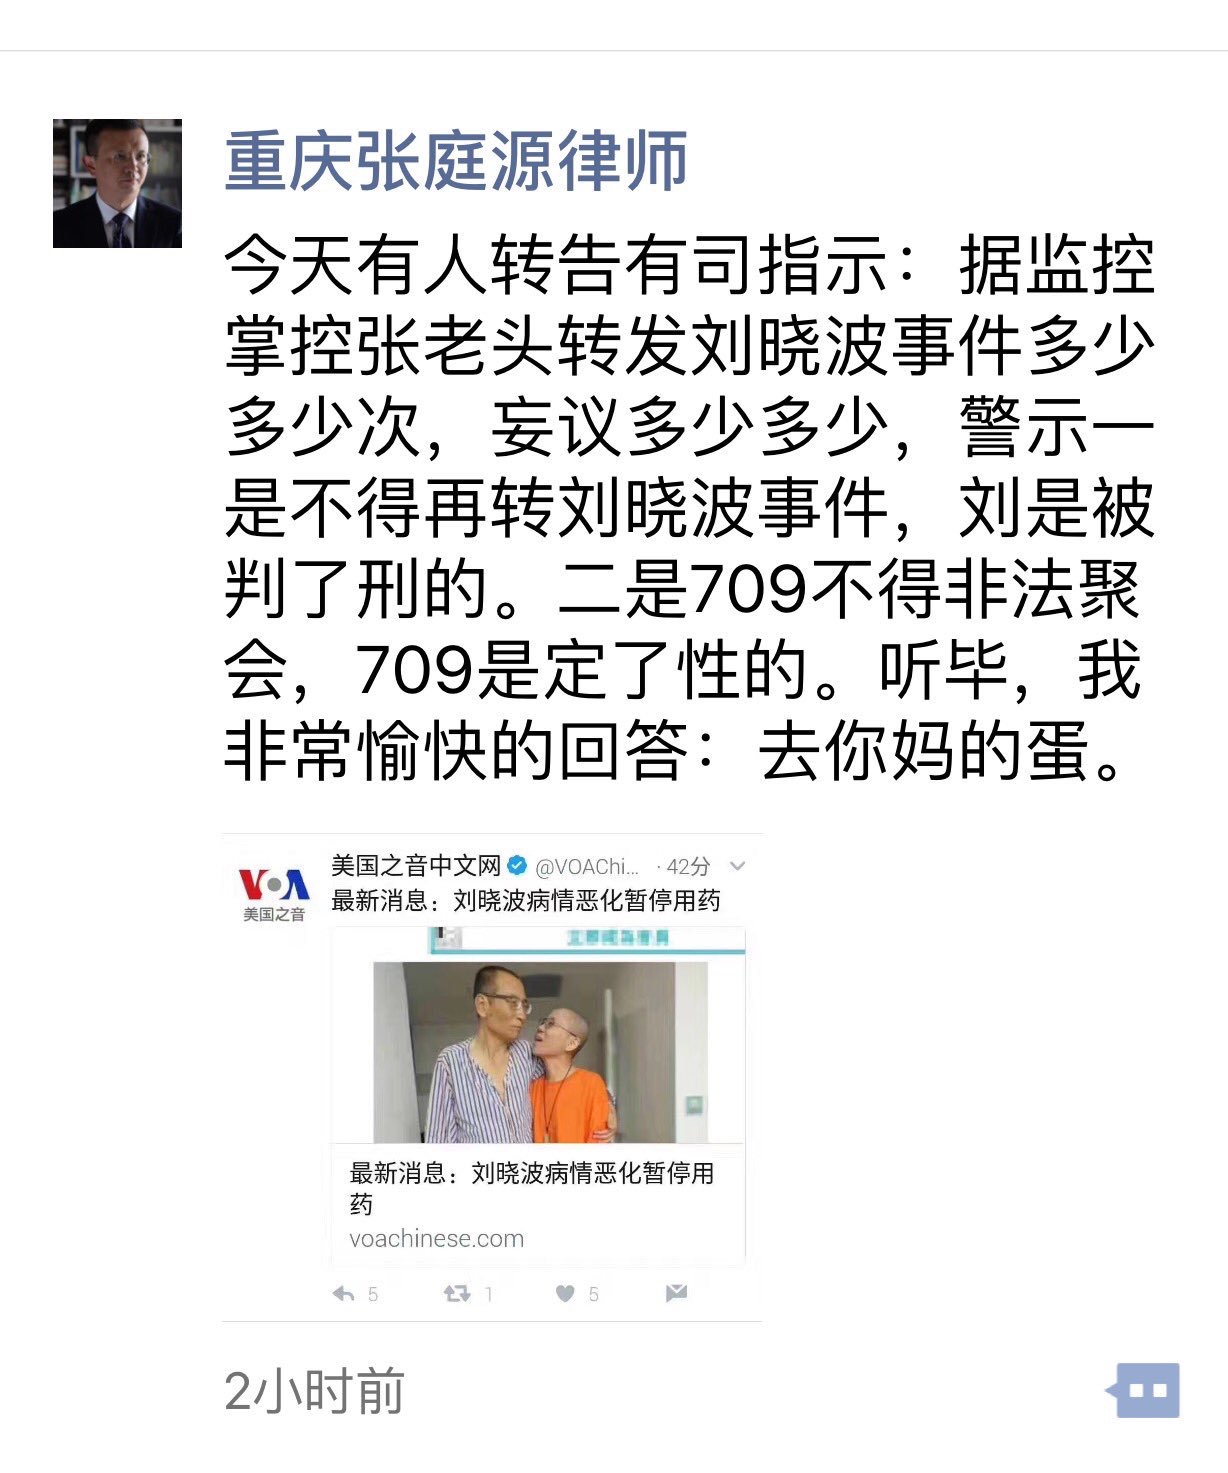 重庆张庭源律师
今天有人转告有司指示：据监控
掌控张老头转发刘晓波事件多少
多少次，妄议多少多少，警示一
是不得再转刘晓波事件，刘是被
判了刑的。二是709不得非法聚
会，709是定了性的。听毕，我
非常愉快的回答：去你妈的蛋。
VOA
美国之音
美国之音中文网 @VOAChi... · 42分
最新消息：刘晓波病情恶化暂停用药
最新消息：刘晓波病情恶化暂停用
药
voachinese.com
5 1 5
2小时前